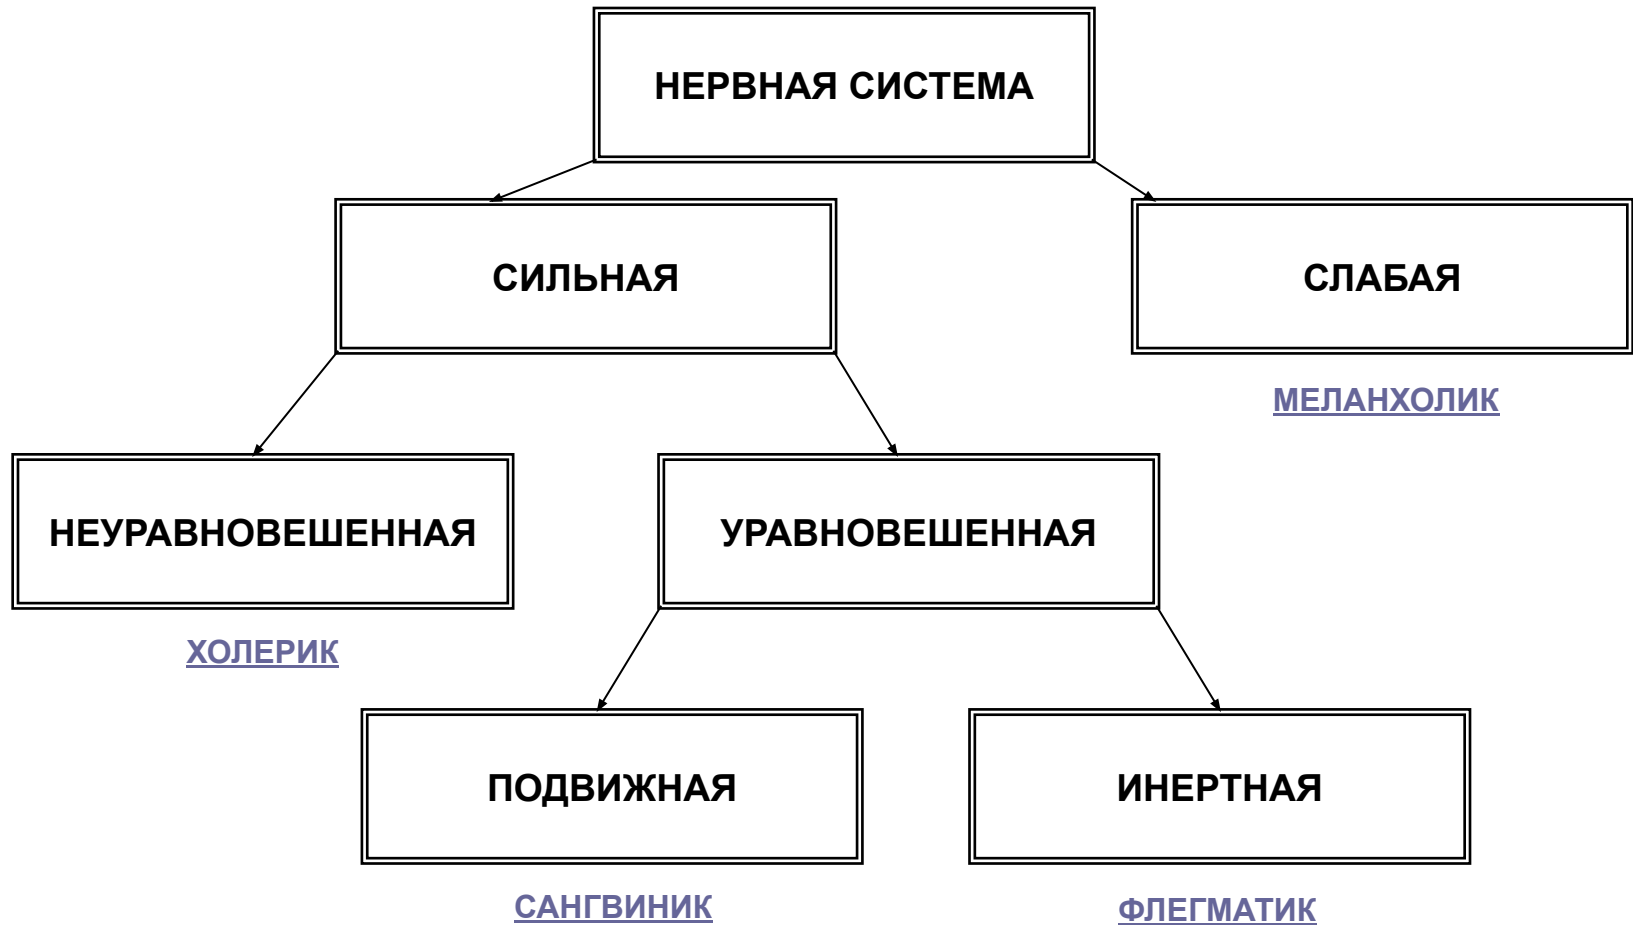 НЕРВНАЯ СИСТЕМА
СИЛЬНАЯ
СЛАБАЯ
МЕЛАНХОЛИК
НЕУРАВНОВЕШЕННАЯ
УРАВНОВЕШЕННАЯ
ХОЛЕРИК
ПОДВИЖНАЯ
ИНЕРТНАЯ
САНГВИНИК
ФЛЕГМАТИК